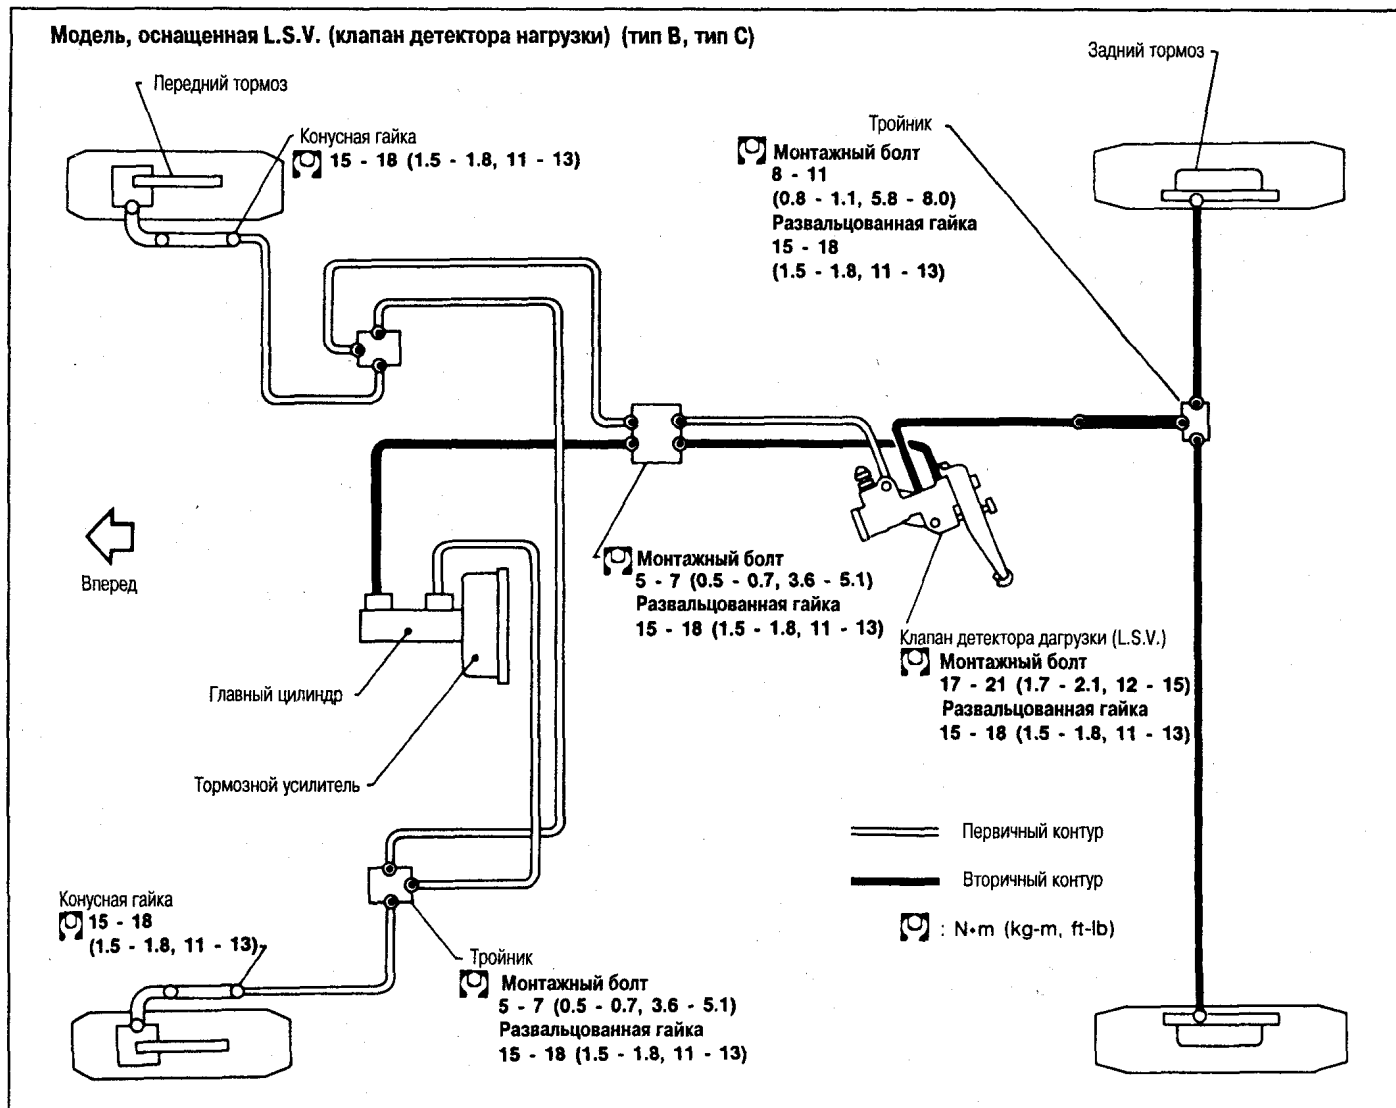 Модель, оснащенная L.S.V. (клапан детектора нагрузки) (тип В, тип С)
Передний тормоз
Конусная гайка
15 - 18 (1.5 - 1.8, 11 - 13)
Задний тормоз
Тройник
Монтажный болт
8 - 11
(0.8 - 1.1, 5.8 - 8.0)
Развальцованная гайка
15 - 18
(1.5 - 1.8, 11 - 13)
Вперед
Монтажный болт
5 - 7 (0.5 - 0.7, 3.6 - 5.1)
Развальцованная гайка
15 - 18 (1.5 - 1.8, 11 - 13)
Клапан детектора дагрузки (L.S.V.)
Монтажный болт
17 - 21 (1.7 - 2.1, 12 - 15)
Развальцованная гайка
15 - 18 (1.5 - 1.8, 11 - 13)
Главный цилиндр
Тормозной усилитель
Первичный контур
Вторичный контур
: N•m (kg-m, ft-lb)
Конусная гайка
15 - 18
(1.5 - 1.8, 11 - 13)
Тройник
Монтажный болт
5 - 7 (0.5 - 0.7, 3.6 - 5.1)
Развальцованная гайка
15 - 18 (1.5 - 1.8, 11 - 13)